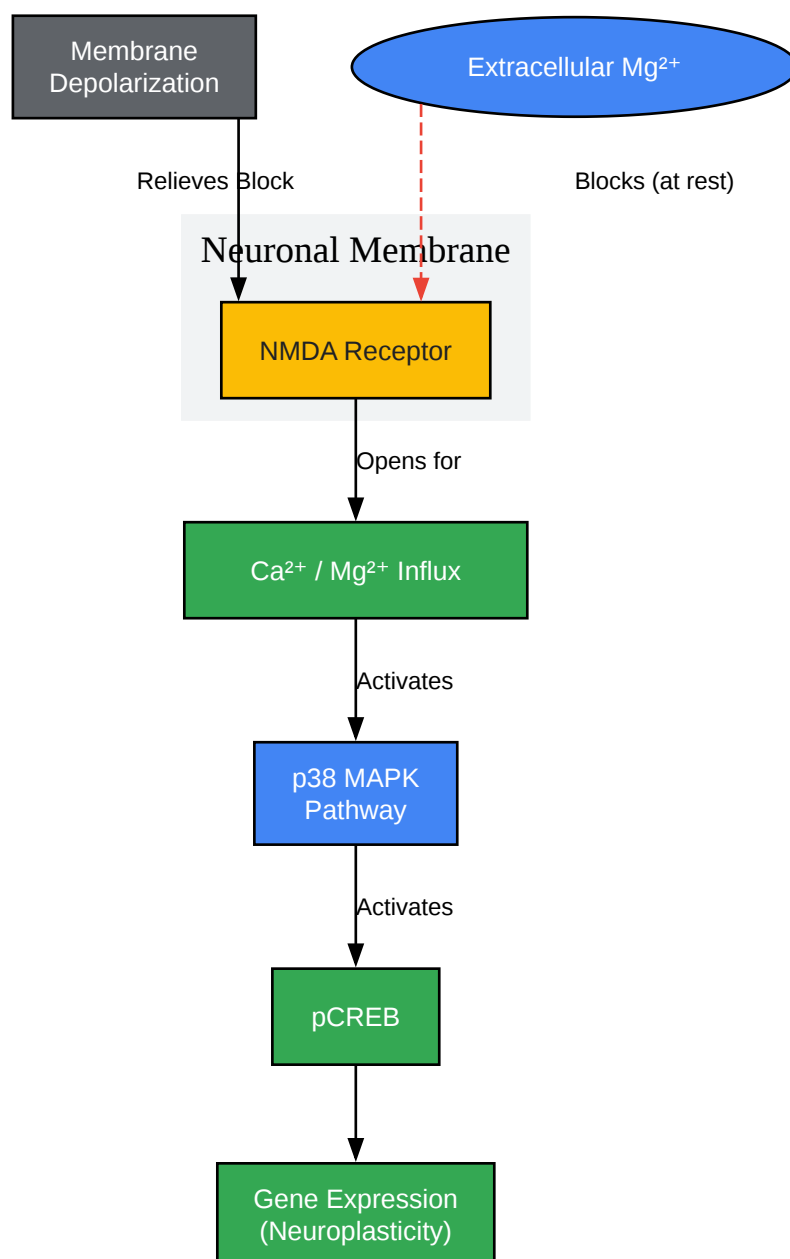 Membrane
Depolarization
Extracellular Mg²⁺
Relieves Block
Blocks (at rest)
Neuronal Membrane
NMDA Receptor
Opens for
Ca²⁺ / Mg²⁺ Influx
Activates
p38 MAPK
Pathway
Activates
pCREB
Gene Expression
(Neuroplasticity)